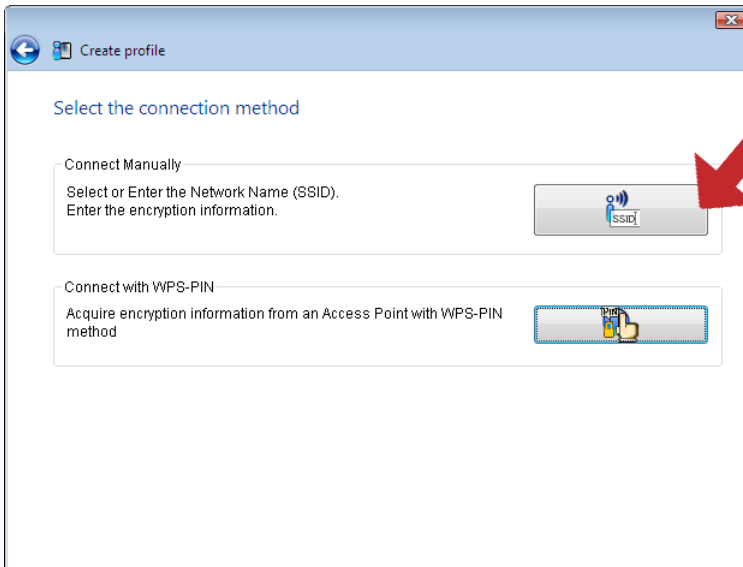 Create profile
Select the connection method
Connect Manually
Select or Enter the Network Name (SSID).
Enter the encryption information.
SSID
Connect with WPS-PIN
Acquire encryption information from an Access Point with WPS-PIN
method
PIN